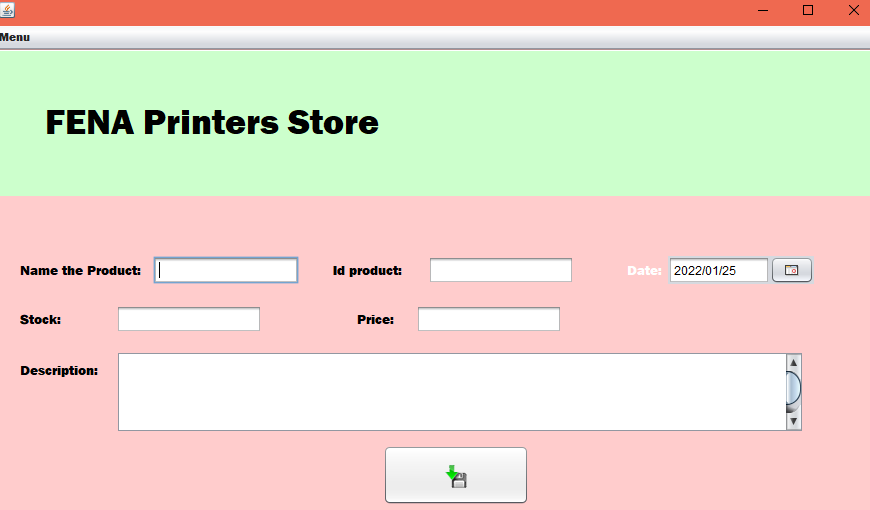 Menu
FENA Printers Store
Name the Product: Id product: Date: 2022/01/25
Stock: Price:
Description: